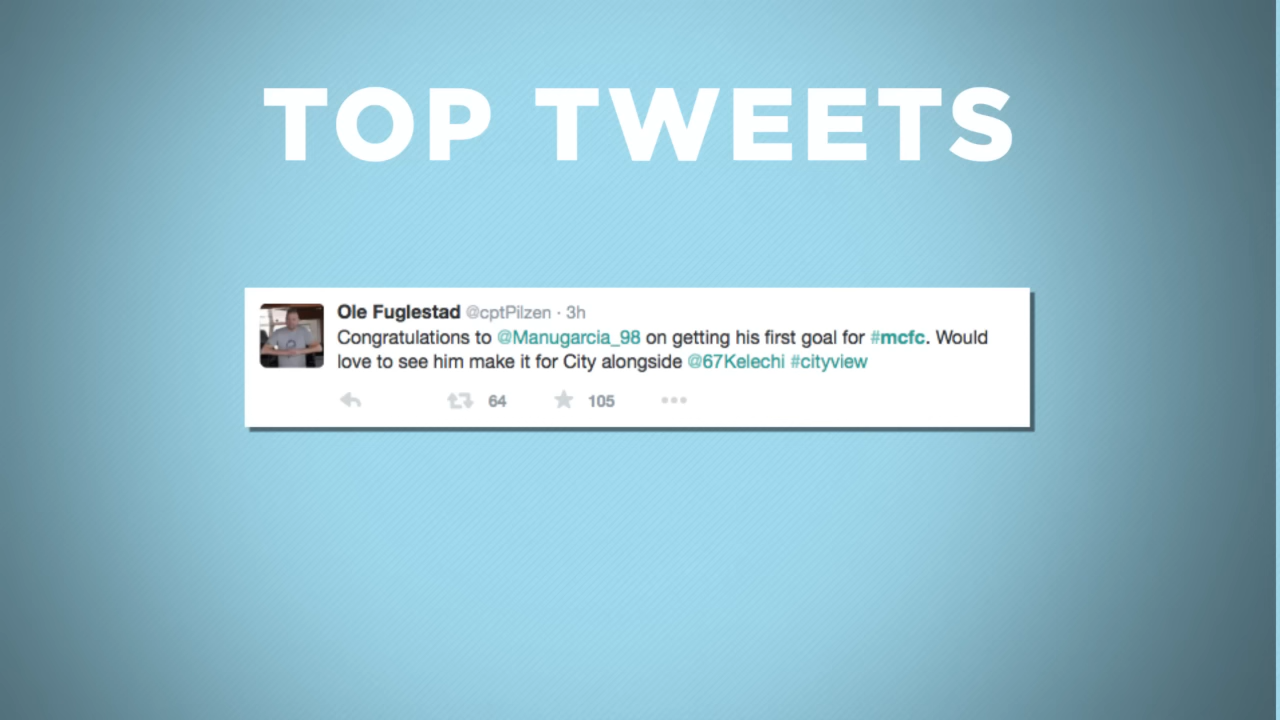 TOP TWEETS
Ole Fuglestad @cptPilzen · 3h
Congratulations to @Manugarcia_98 on getting his first goal for #mcfc. Would
love to see him make it for City alongside @67Kelechi #cityview
64 105